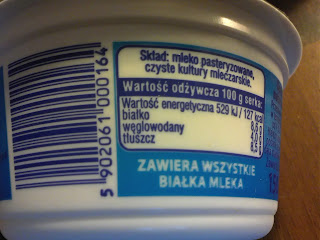 Skład: mleko pasteryzowane,
czyste kultury mleczarskie.
Wartość odżywcza 100 g serka:
Wartość energetyczna 529 kJ / 127 kcal
białko
węglowodany
tłuszcz
ZAWIERA WSZYSTKIE
BIAŁKA MLEKA
5 902061 000164